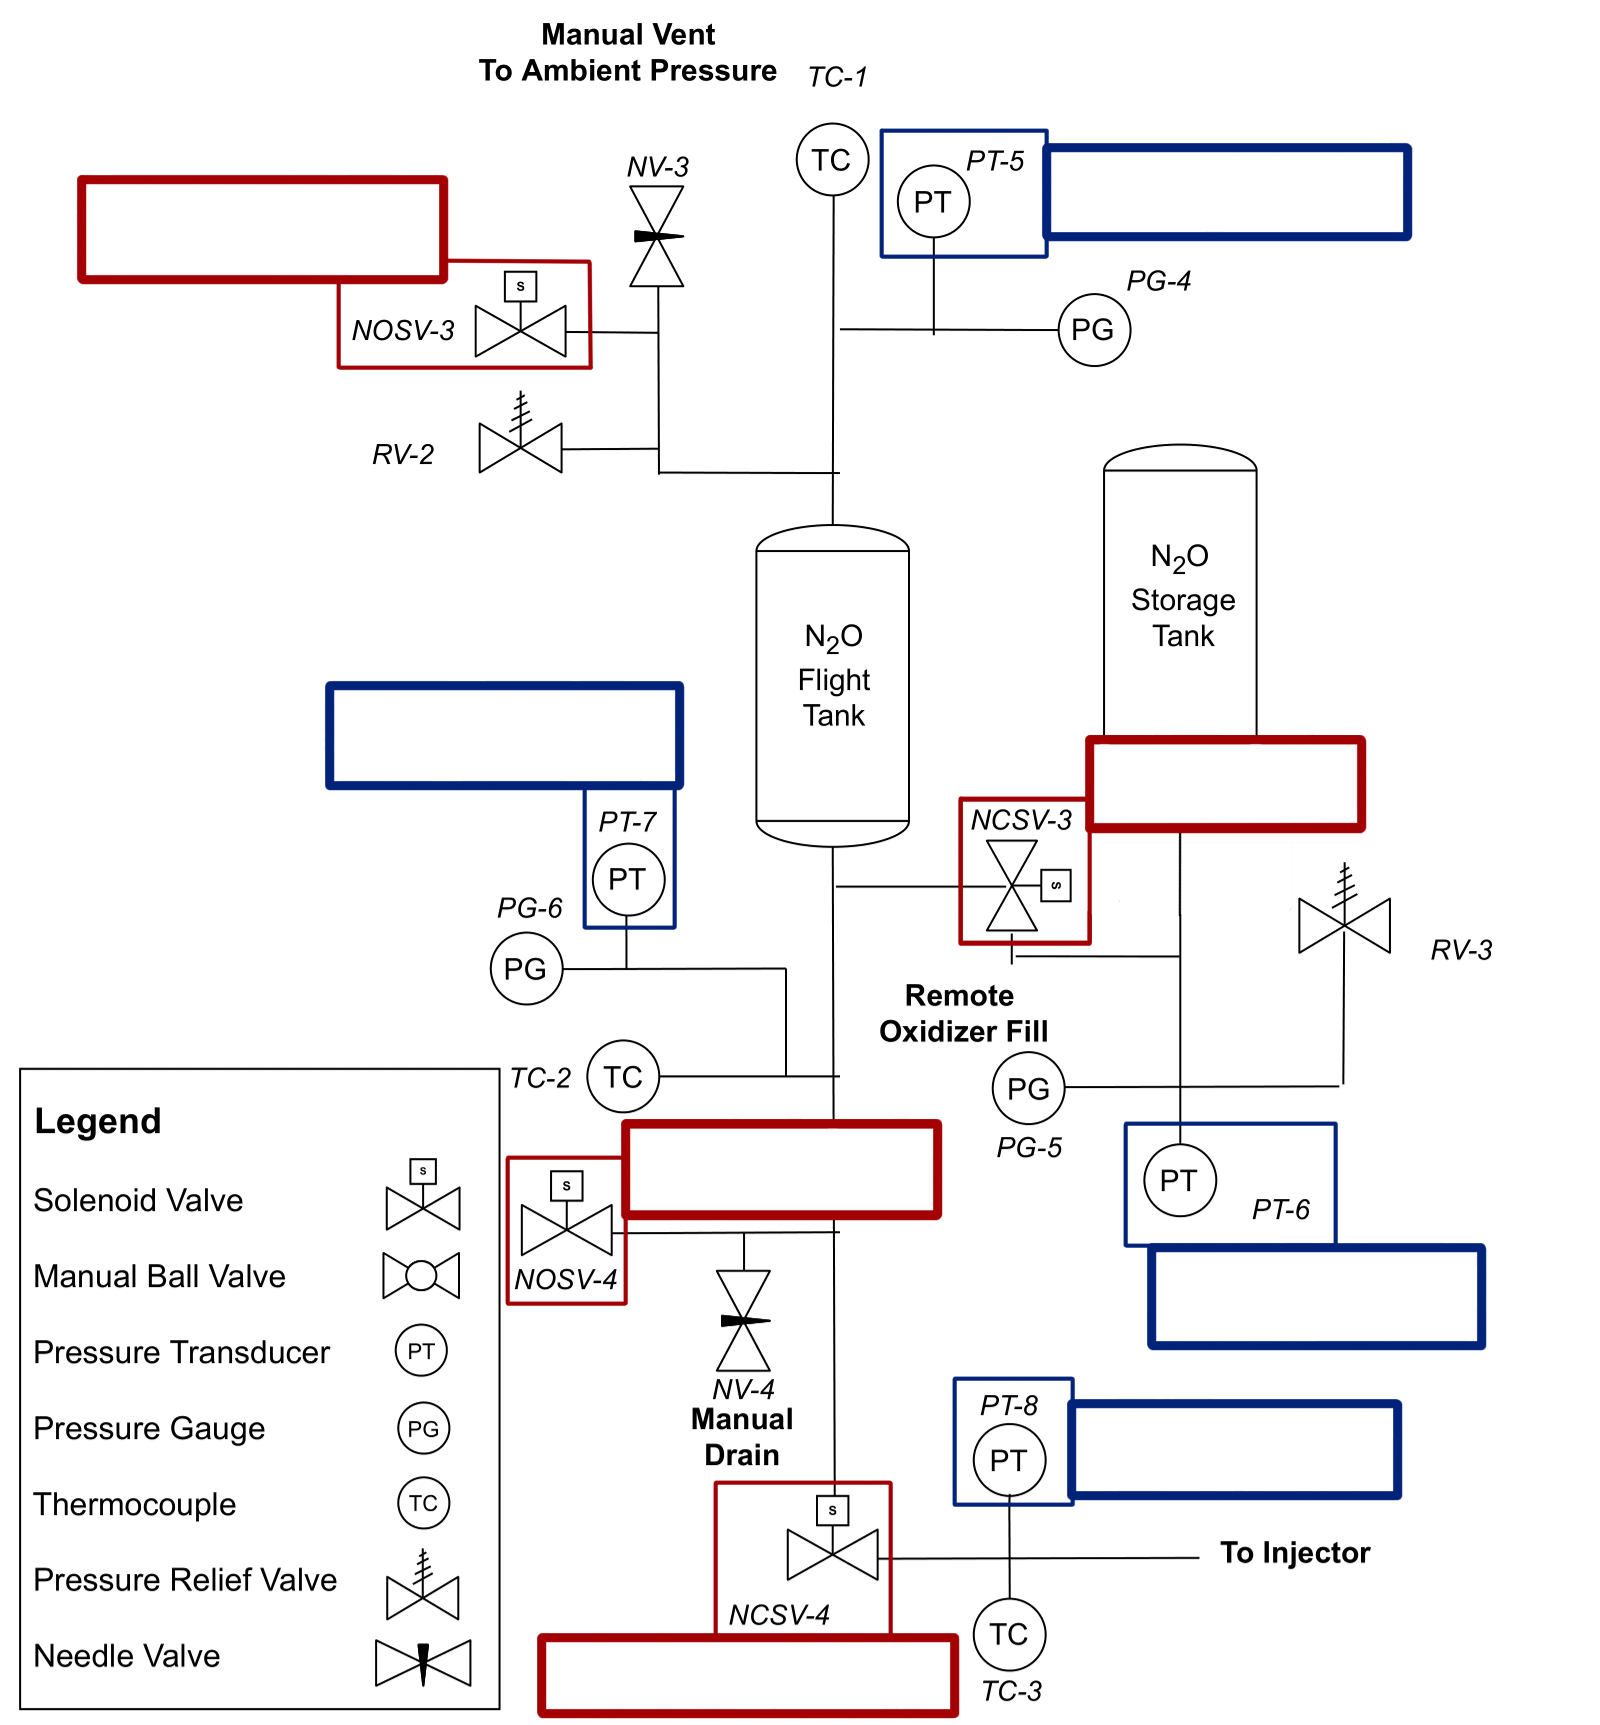 Manual Vent
To Ambient Pressure
TC-1
TC
PT-5
PT
NV-3
PG-4
PG
S
NOSV-3
RV-2
N2O
Storage
Tank
N2O
Flight
Tank
PT-7
PT
NCSV-3
S
PG-6
PG
RV-3
Remote
Oxidizer Fill
TC-2
TC
PG
PG-5
S
NOSV-4
PT
PT-6
NV-4
Manual
Drain
PT-8
PT
S
To Injector
NCSV-4
TC
TC-3
Legend
Solenoid Valve
S
Manual Ball Valve
Pressure Transducer
PT
Pressure Gauge
PG
Thermocouple
TC
Pressure Relief Valve
Needle Valve